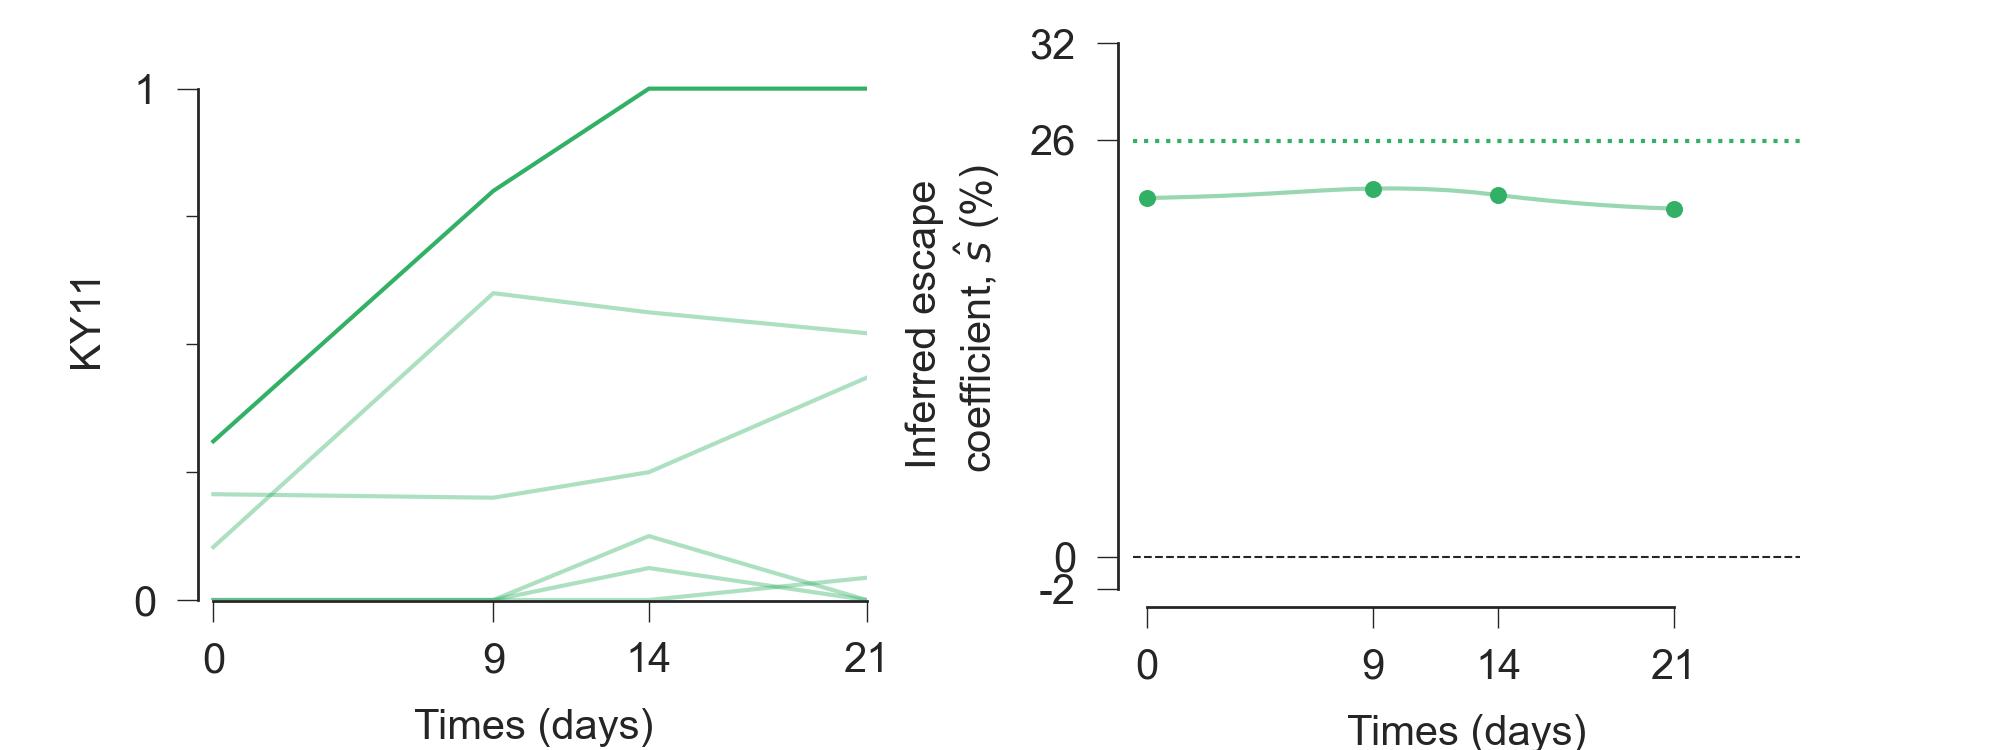 1
0
KY11
0 9 14 21
Times (days)
32
26
0
-2
Inferred escape
coefficient, ŝ (%)
0 9 14 21
Times (days)